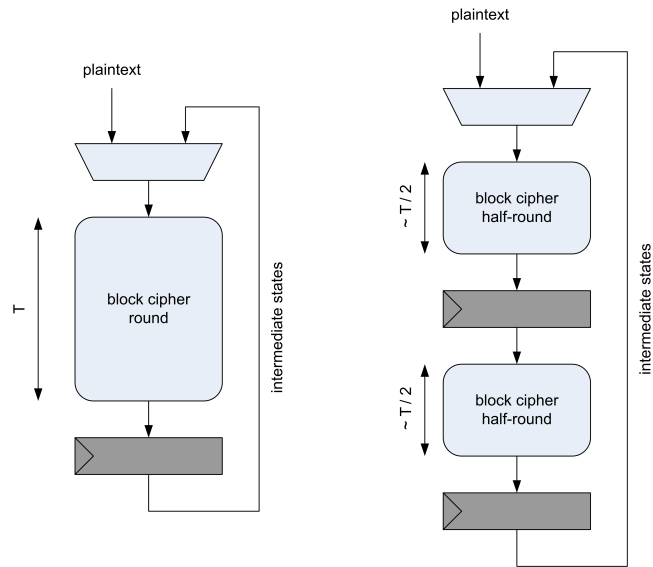 plaintext
block cipher
round
T
intermediate states
plaintext
block cipher
half-round
~ T / 2
block cipher
half-round
~ T / 2
intermediate states